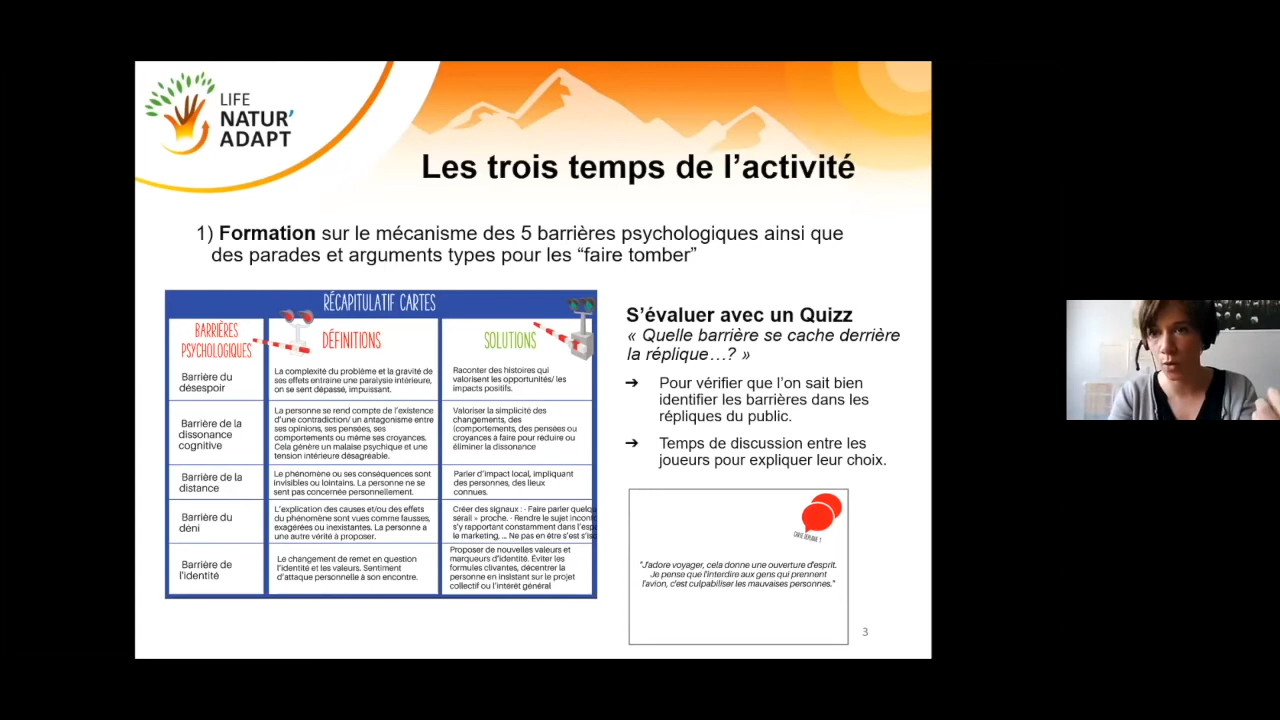 LIFE
NATUR'
ADAPT
Les trois temps de l’activité
1) Formation sur le mécanisme des 5 barrières psychologiques ainsi que
des parades et arguments types pour les “faire tomber”
RÉCAPITULATIF CARTES
BARRIÈRES
PSYCHOLOGIQUES
DÉFINITIONS
SOLUTIONS
Barrière du
désespoir
La complexité du problème et la gravité de
ses effets entraine une paralysie intérieure,
on se sent dépassé, impuissant.
Raconter des histoires qui
valorisent les opportunités/ les
impacts positifs.
Barrière de la
dissonance
cognitive
La personne se rend compte de l'existence
d'une contradiction/ un antagonisme entre
ses opinions, ses pensées, ses
comportements ou même ses croyances.
Cela génère un malaise psychique et une
tension intérieure désagréable.
Valoriser la simplicité des
changements, des
(comportements, des pensées ou
croyances à faire pour réduire ou
éliminer la dissonance
Barrière de la
distance
Le phénomène ou ses conséquences sont
invisibles ou lointains. La personne ne se
sent pas concernée personnellement.
Parler d'impact local, impliquant
des personnes, des lieux
connues.
Barrière du
déni
L'explication des causes et/ou des effets
du phénomène sont vues comme fausses,
exagérées ou inexistantes. La personne a
une autre vérité à proposer.
Créer des signaux : - Faire parler quelqu
serait « proche. - Rendre le sujet incont
s'y rapportant constamment dans l'esp
le marketing, ... Ne pas en être s'est s'iso
Barrière de
l'identité
Le changement de remet en question
l'identité et les valeurs. Sentiment
d'attaque personnelle à son encontre.
Proposer de nouvelles valeurs et
marqueurs d'identité. Éviter les
formules clivantes, décentrer la
personne en insistant sur le projet
collectif ou l'intérêt général
S’évaluer avec un Quizz
« Quelle barrière se cache derrière
la réplique…? »
➔ Pour vérifier que l’on sait bien
identifier les barrières dans les
répliques du public.
➔ Temps de discussion entre les
joueurs pour expliquer leur choix.
"J'adore voyager, cela donne une ouverture d'esprit.
Je pense que l'interdire aux gens qui prennent
l'avion, c'est culpabiliser les mauvaises personnes."
3